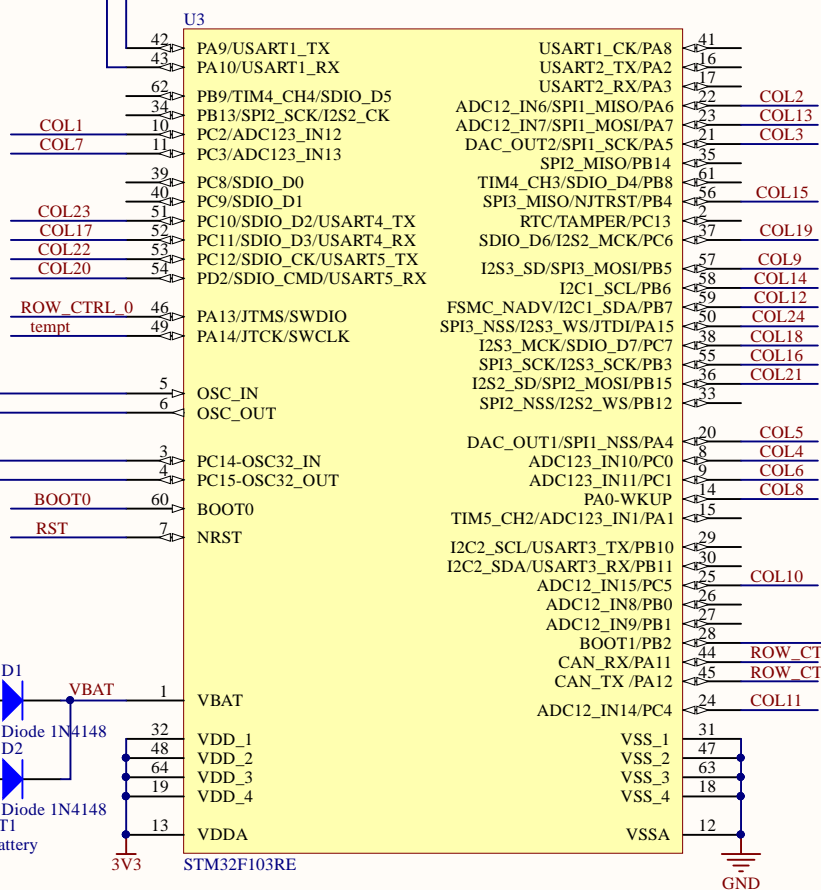 U3
42 PA9/USART1_TX USART1_CK/PA8 41
43 PA10/USART1_RX USART2_TX/PA2 16
USART2_RX/PA3 17
62 PB9/TIM4_CH4/SDIO_D5 ADC12_IN6/SPI1_MISO/PA6 22 COL2
34 PB13/SPI2_SCK/I2S2_CK ADC12_IN7/SPI1_MOSI/PA7 23 COL13
COL1 10 PC2/ADC123_IN12 DAC_OUT2/SPI1_SCK/PA5 21 COL3
COL7 11 PC3/ADC123_IN13 SPI2_MISO/PB14 35
39 PC8/SDIO_D0 TIM4_CH3/SDIO_D4/PB8 61
40 PC9/SDIO_D1 SPI3_MISO/NJTRST/PB4 56 COL15
COL23 51 PC10/SDIO_D2/USART4_TX RTC/TAMPER/PC13 2
COL17 52 PC11/SDIO_D3/USART4_RX SDIO_D6/I2S2_MCK/PC6 37 COL19
COL22 53 PC12/SDIO_CK/USART5_TX
COL20 54 PD2/SDIO_CMD/USART5_RX I2S3_SD/SPI3_MOSI/PB5 57 COL9
I2C1_SCL/PB6 58 COL14
ROW_CTRL_0 46 PA13/JTMS/SWDIO FSMC_NADV/I2C1_SDA/PB7 59 COL12
tempt 49 PA14/JTCK/SWCLK SPI3_NSS/I2S3_WS/JTDI/PA15 50 COL24
I2S3_MCK/SDIO_D7/PC7 38 COL18
SPI3_SCK/I2S3_SCK/PB3 55 COL16
5 OSC_IN I2S2_SD/SPI2_MOSI/PB15 36 COL21
6 OSC_OUT SPI2_NSS/I2S2_WS/PB12 33
DAC_OUT1/SPI1_NSS/PA4 20 COL5
3 PC14-OSC32_IN ADC123_IN10/PC0 8 COL4
4 PC15-OSC32_OUT ADC123_IN11/PC1 9 COL6
BOOT0 60 BOOT0 PA0-WKUP 14 COL8
TIM5_CH2/ADC123_IN1/PA1 15
RST 7 NRST I2C2_SCL/USART3_TX/PB10 29
I2C2_SDA/USART3_RX/PB11 30
ADC12_IN15/PC5 25 COL10
ADC12_IN8/PB0 26
ADC12_IN9/PB1 27
BOOT1/PB2 28
CAN_RX/PA11 44 ROW_CT
D1 CAN_TX /PA12 45 ROW_CT
VBAT 1 VBAT ADC12_IN14/PC4 24 COL11
Diode 1N4148
32 VDD_1 VSS_1 31
D2 48 VDD_2 VSS_2 47
64 VDD_3 VSS_3 63
19 VDD_4 VSS_4 18
Diode 1N4148
T1
13 VDDA VSSA 12
attery
3V3 STM32F103RE GND